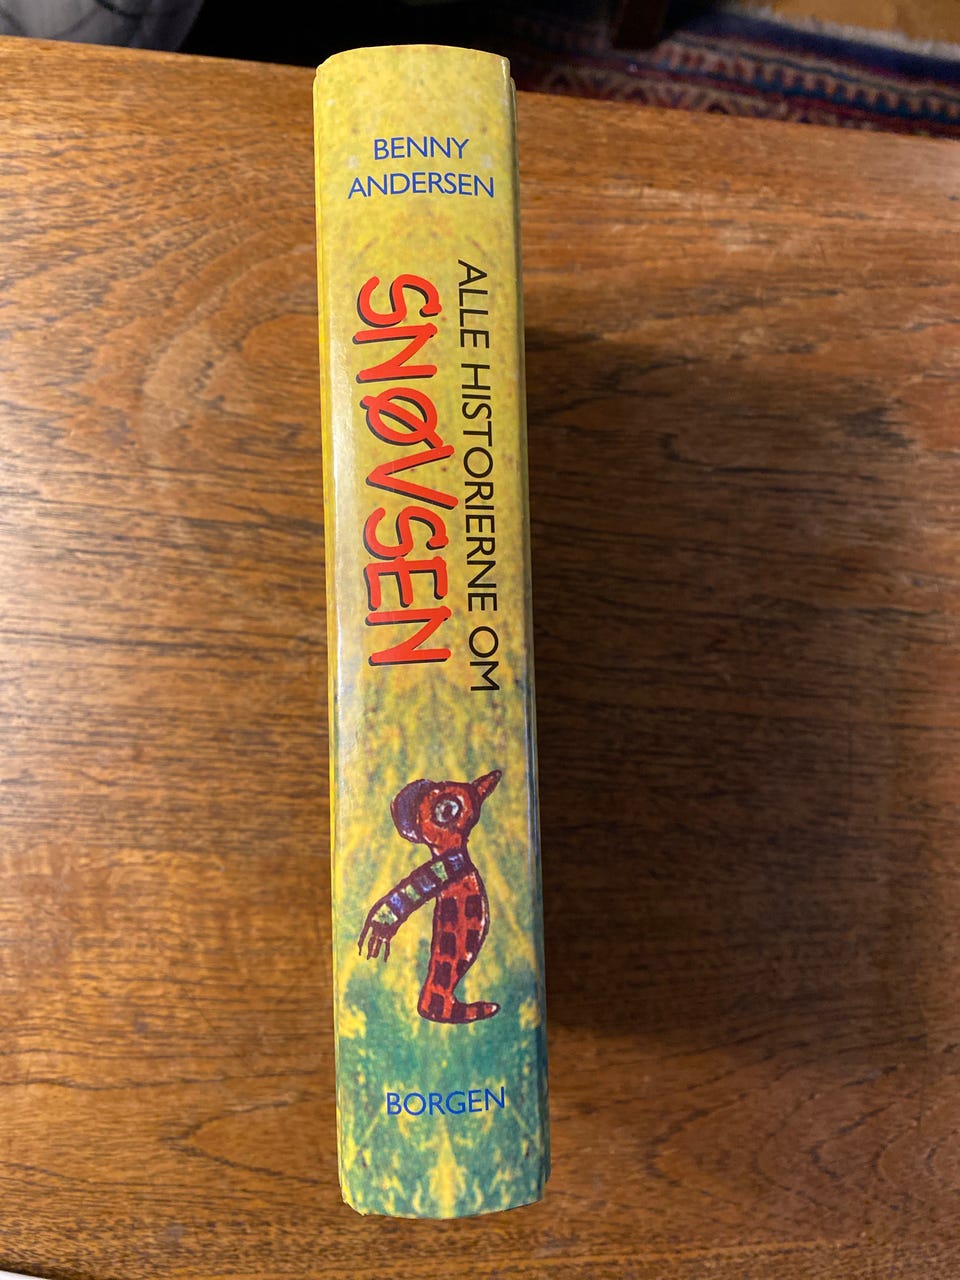 BENNY
ANDERSEN
ALLE HISTORIERNE OM
SNØVSEN
BORGEN